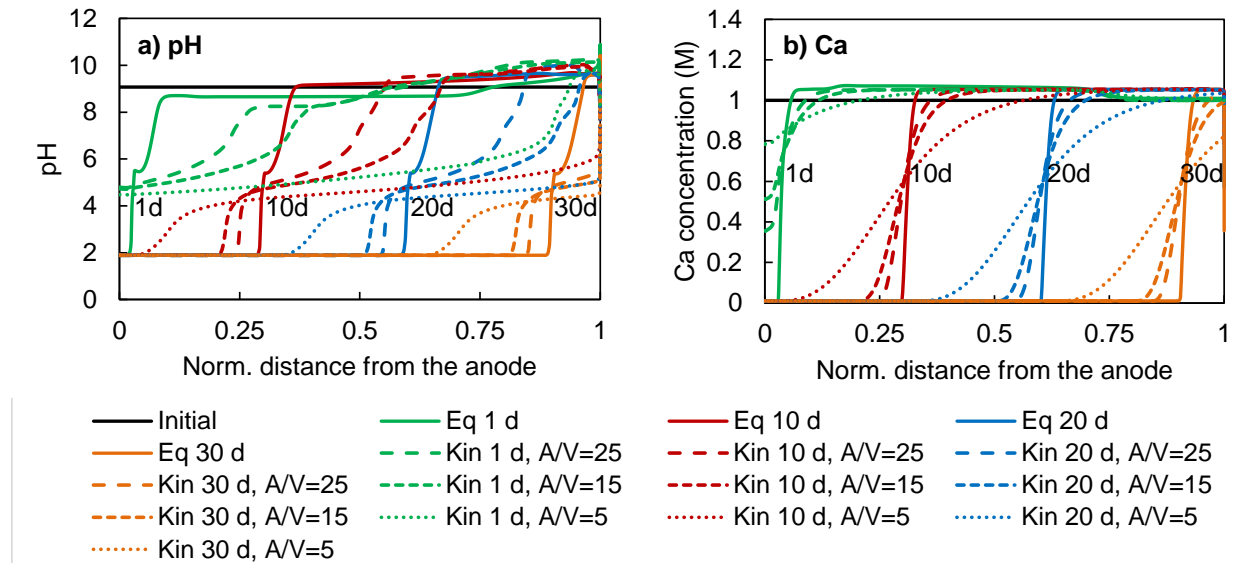 a) pH
12
10
8
6
4
2
0
pH
1d
10d
20d
30d
0
0.25
0.5
0.75
1
Norm. distance from the anode
b) Ca
1.4
1.2
1
0.8
0.6
0.4
0.2
0
Ca concentration (M)
1d
10d
20d
30d
0
0.25
0.5
0.75
1
Norm. distance from the anode
Initial
Eq 1 d
Eq 10 d
Eq 20 d
Eq 30 d
Kin 1 d, A/V=25
Kin 10 d, A/V=25
Kin 20 d, A/V=25
Kin 30 d, A/V=25
Kin 1 d, A/V=15
Kin 10 d, A/V=15
Kin 20 d, A/V=15
Kin 30 d, A/V=15
Kin 1 d, A/V=5
Kin 10 d, A/V=5
Kin 20 d, A/V=5
Kin 30 d, A/V=5